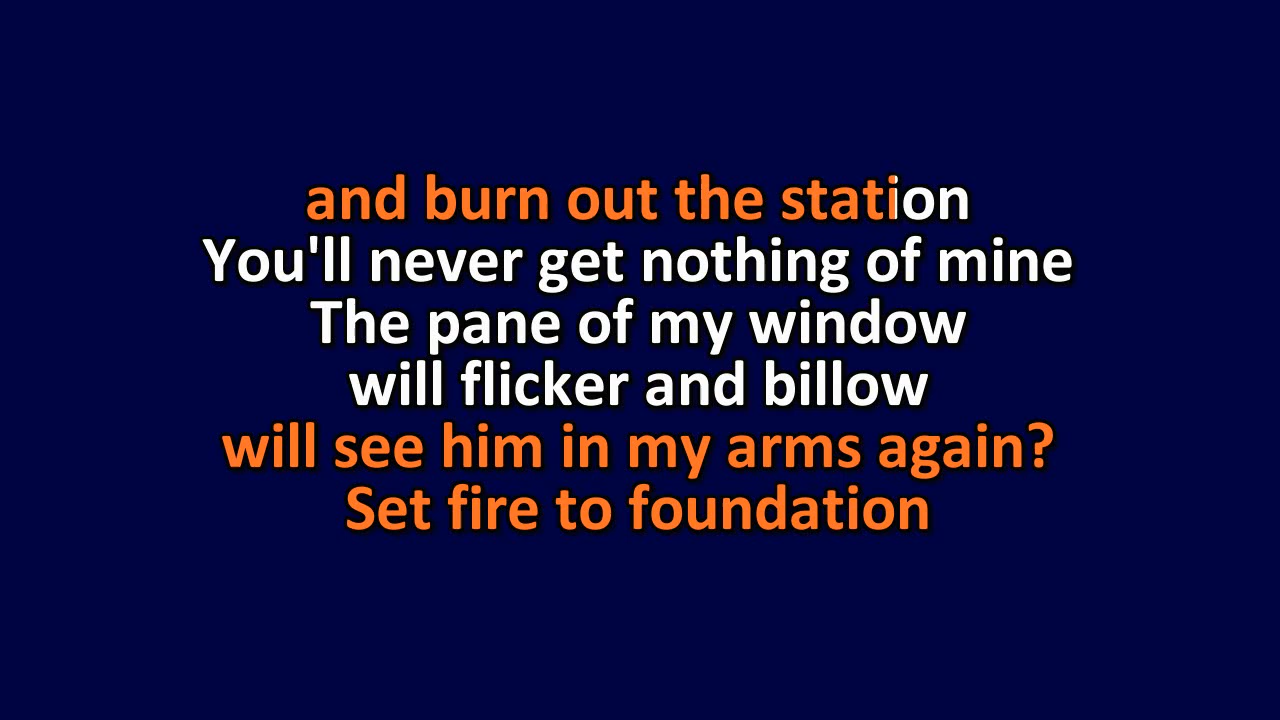 and burn out the station
You'll never get nothing of mine
The pane of my window
will flicker and billow
will see him in my arms again?
Set fire to foundation